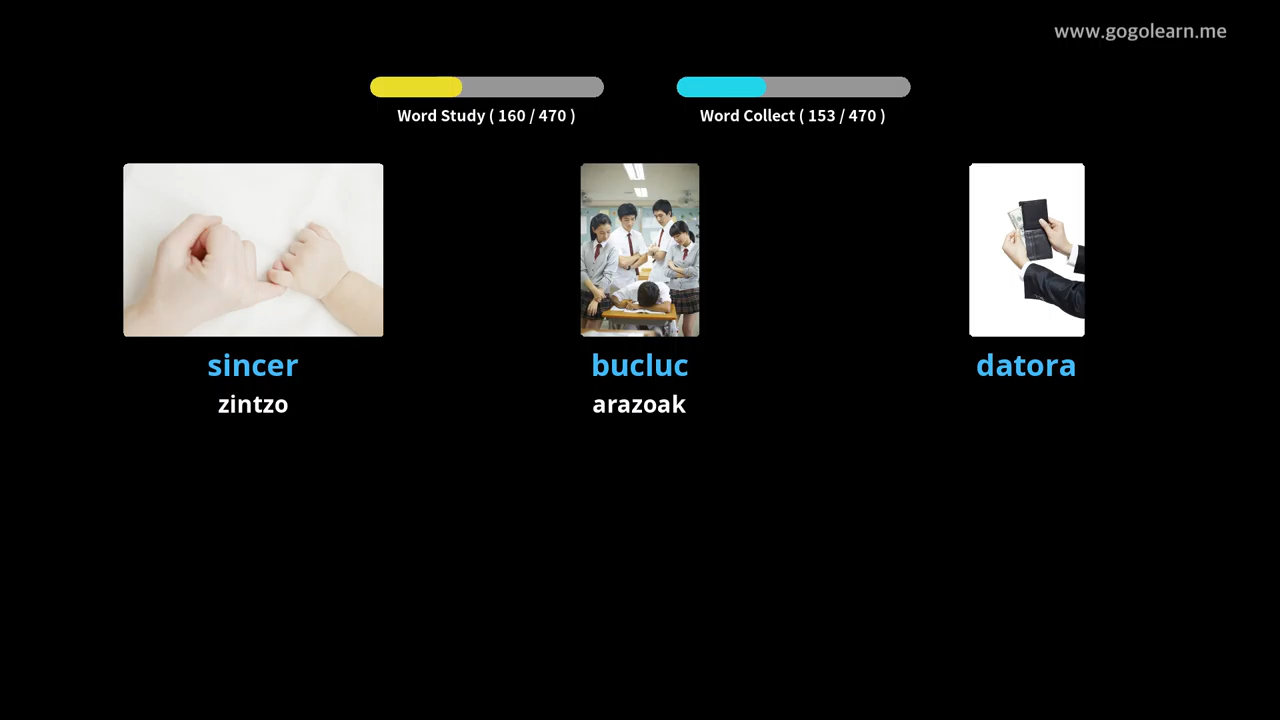 www.gogolearn.me
Word Study ( 160 / 470 )
Word Collect ( 153 / 470 )
sincer
zintzo
bucluc
arazoak
datora